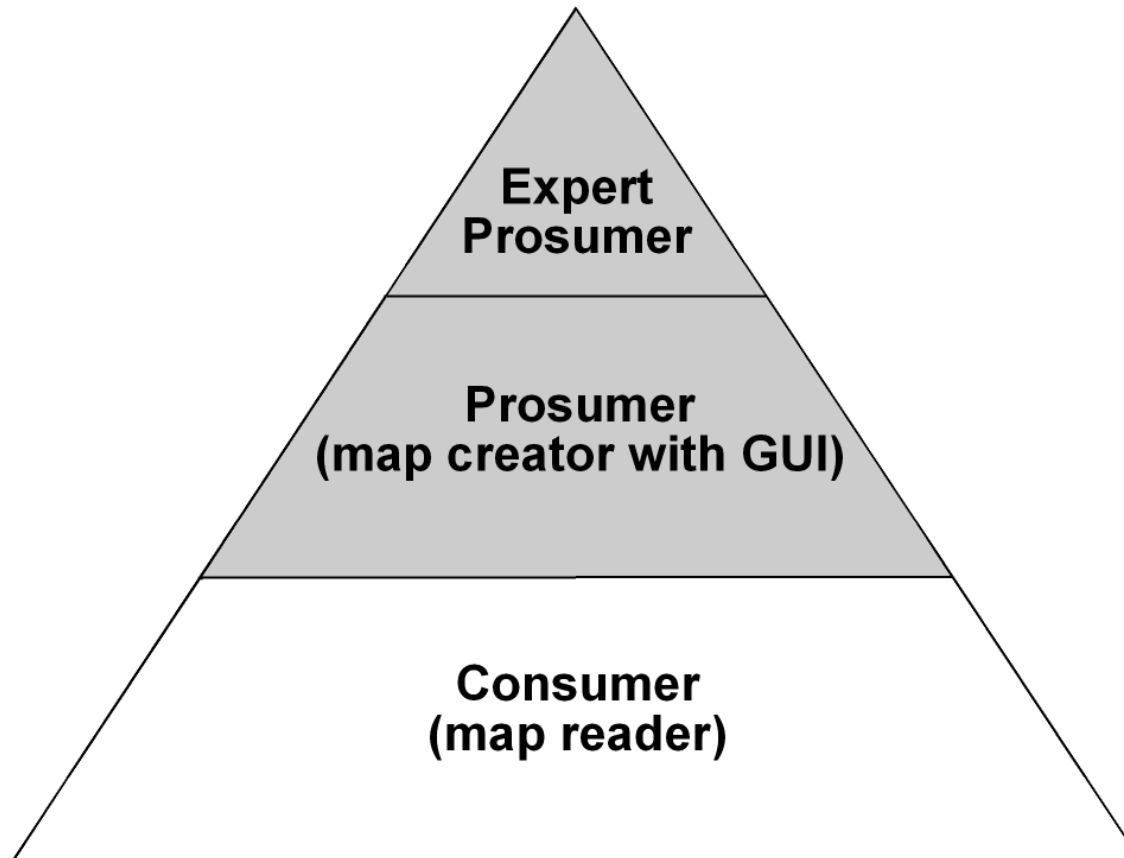 Expert
Prosumer
Prosumer
(map creator with GUI)
Consumer
(map reader)